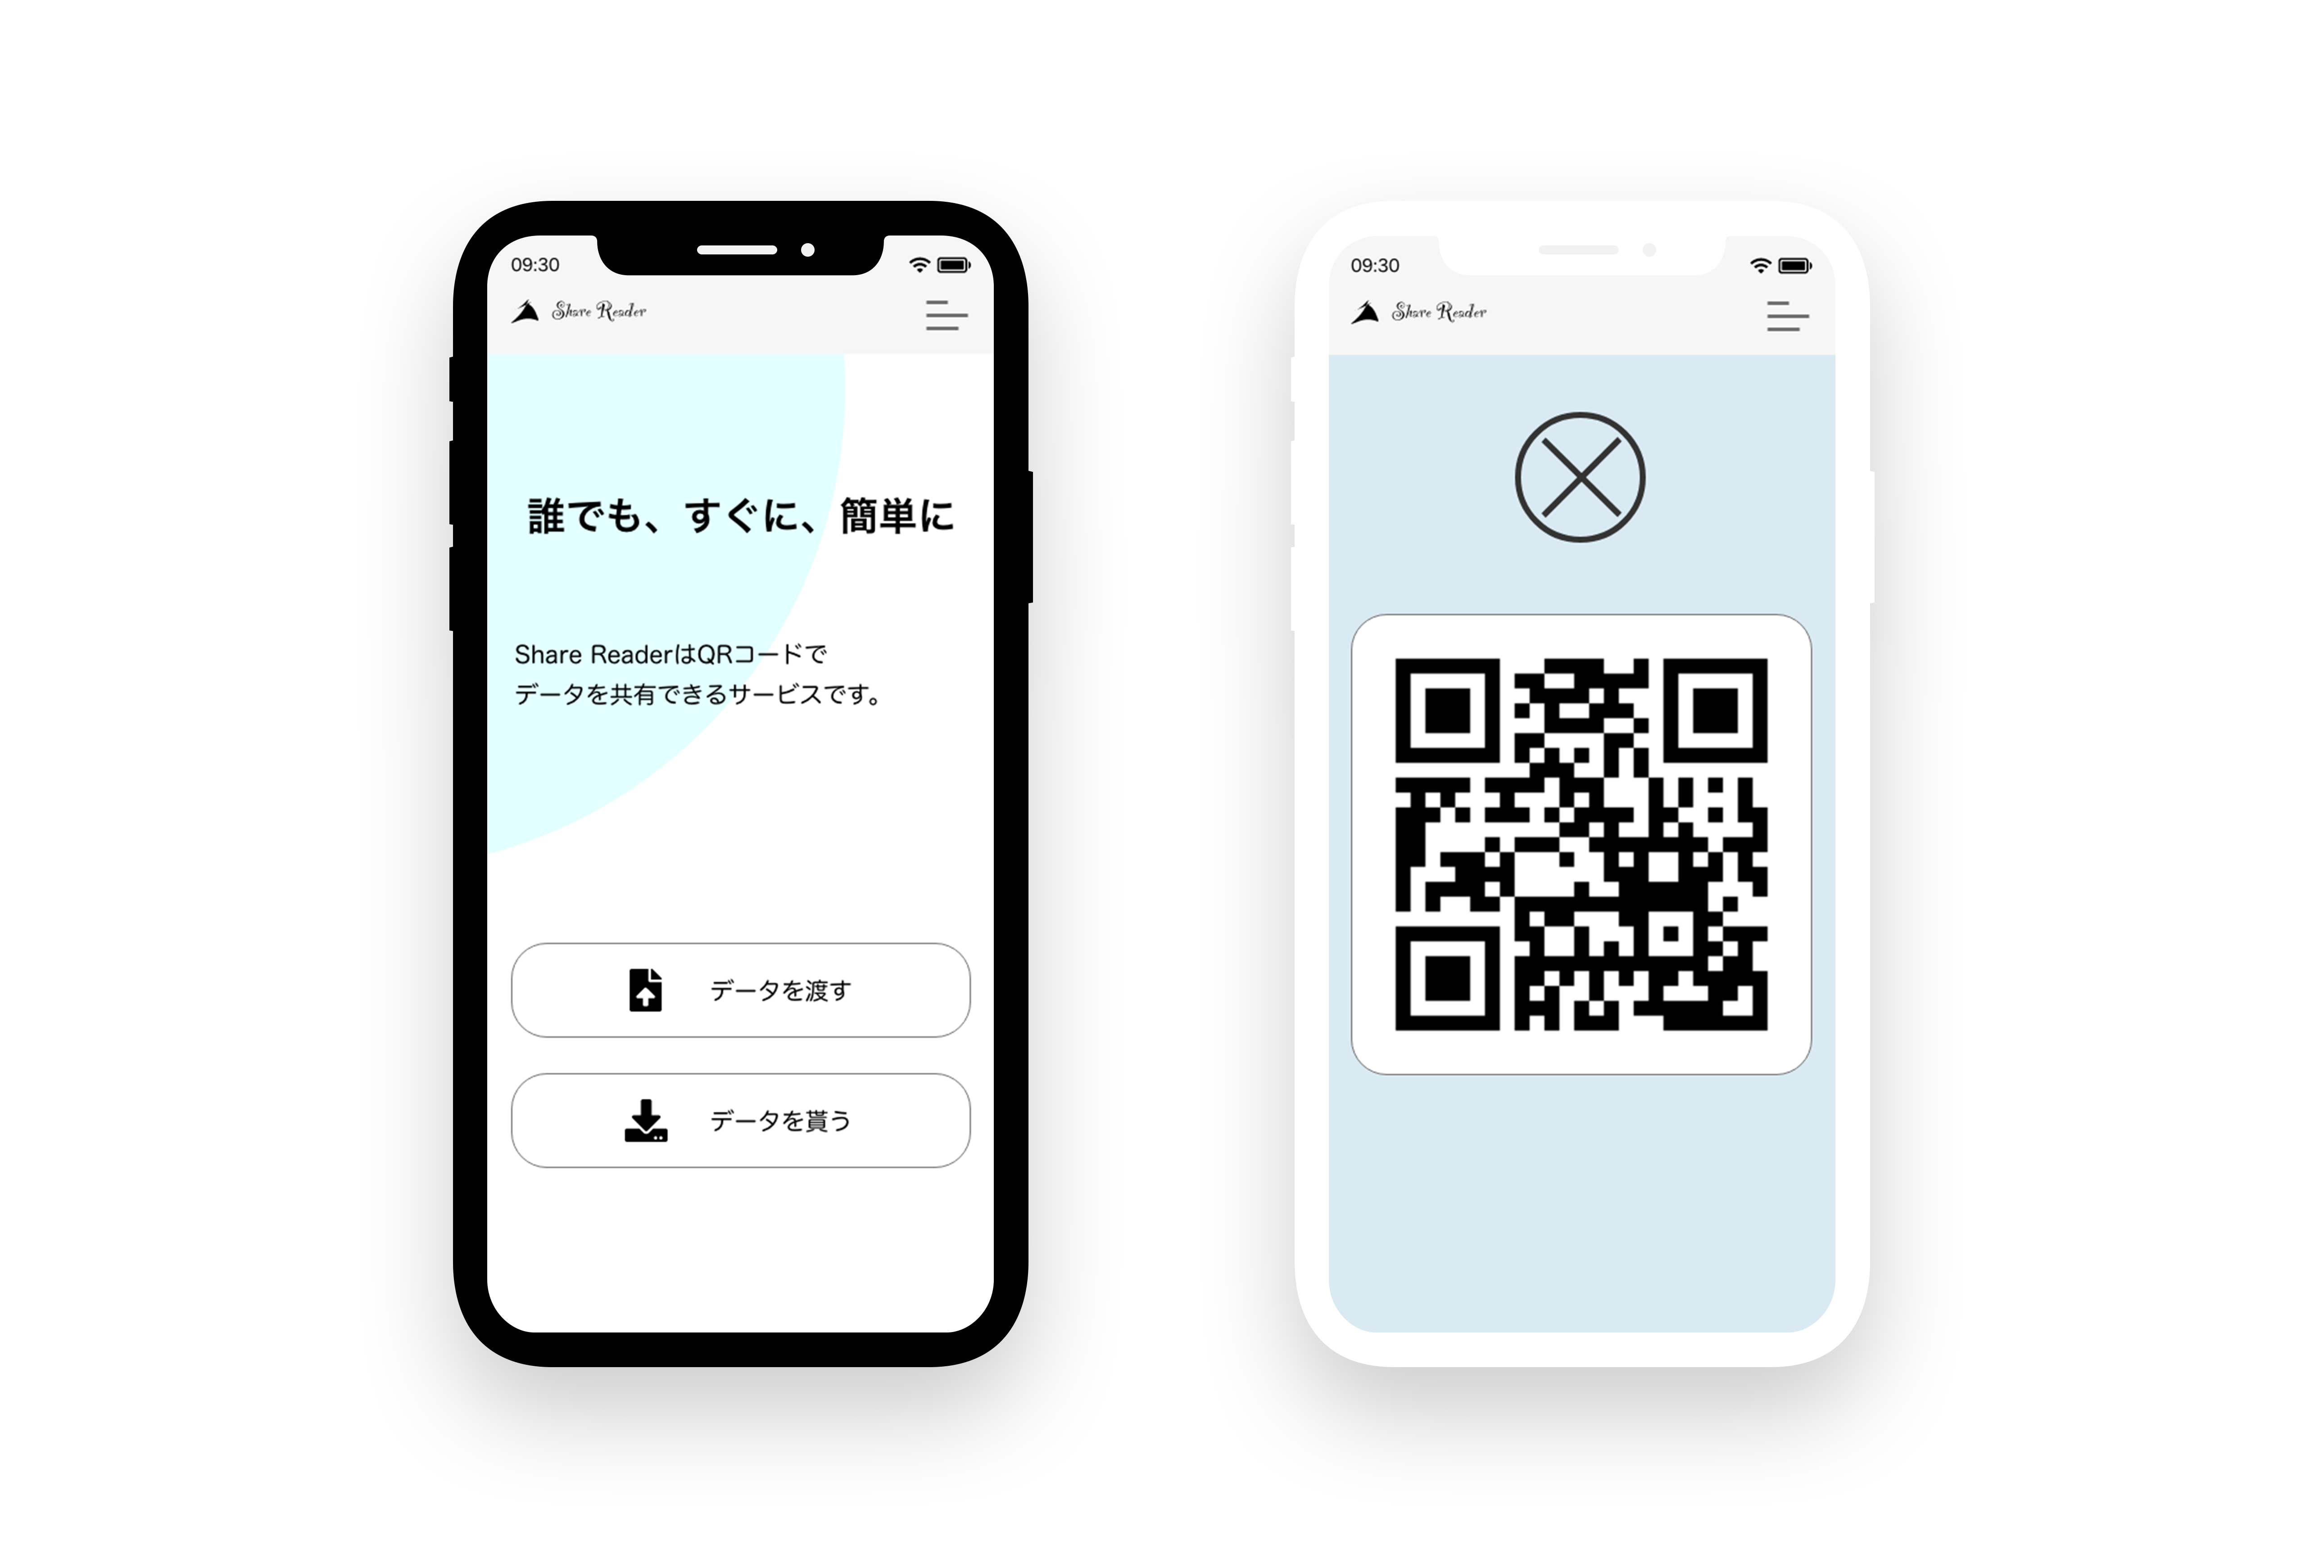 09:30
Share Reader
誰でも、すぐに、簡単に
Share ReaderはQRコードで
データを共有できるサービスです。
データを渡す
データを貰う
09:30
Share Reader